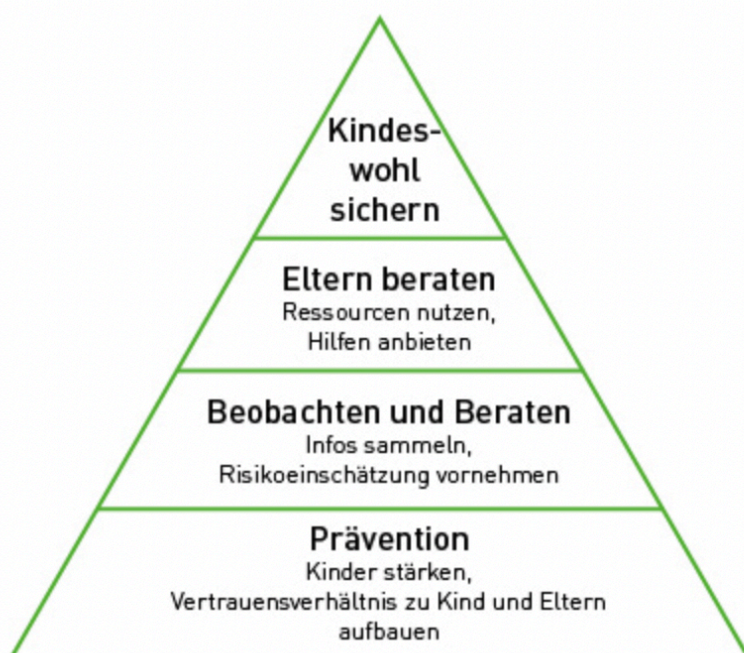 Kindes-
wohl
sichern
Eltern beraten
Ressourcen nutzen,
Hilfen anbieten
Beobachten und Beraten
Infos sammeln,
Risikoeinschätzung vornehmen
Prävention
Kinder stärken,
Vertrauensverhältnis zu Kind und Eltern
aufbauen